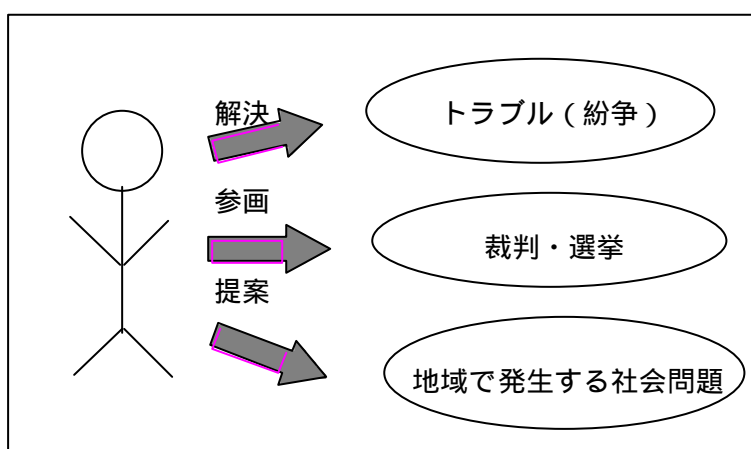 解決
トラブル（紛争）
参画
裁判・選挙
提案
地域で発生する社会問題